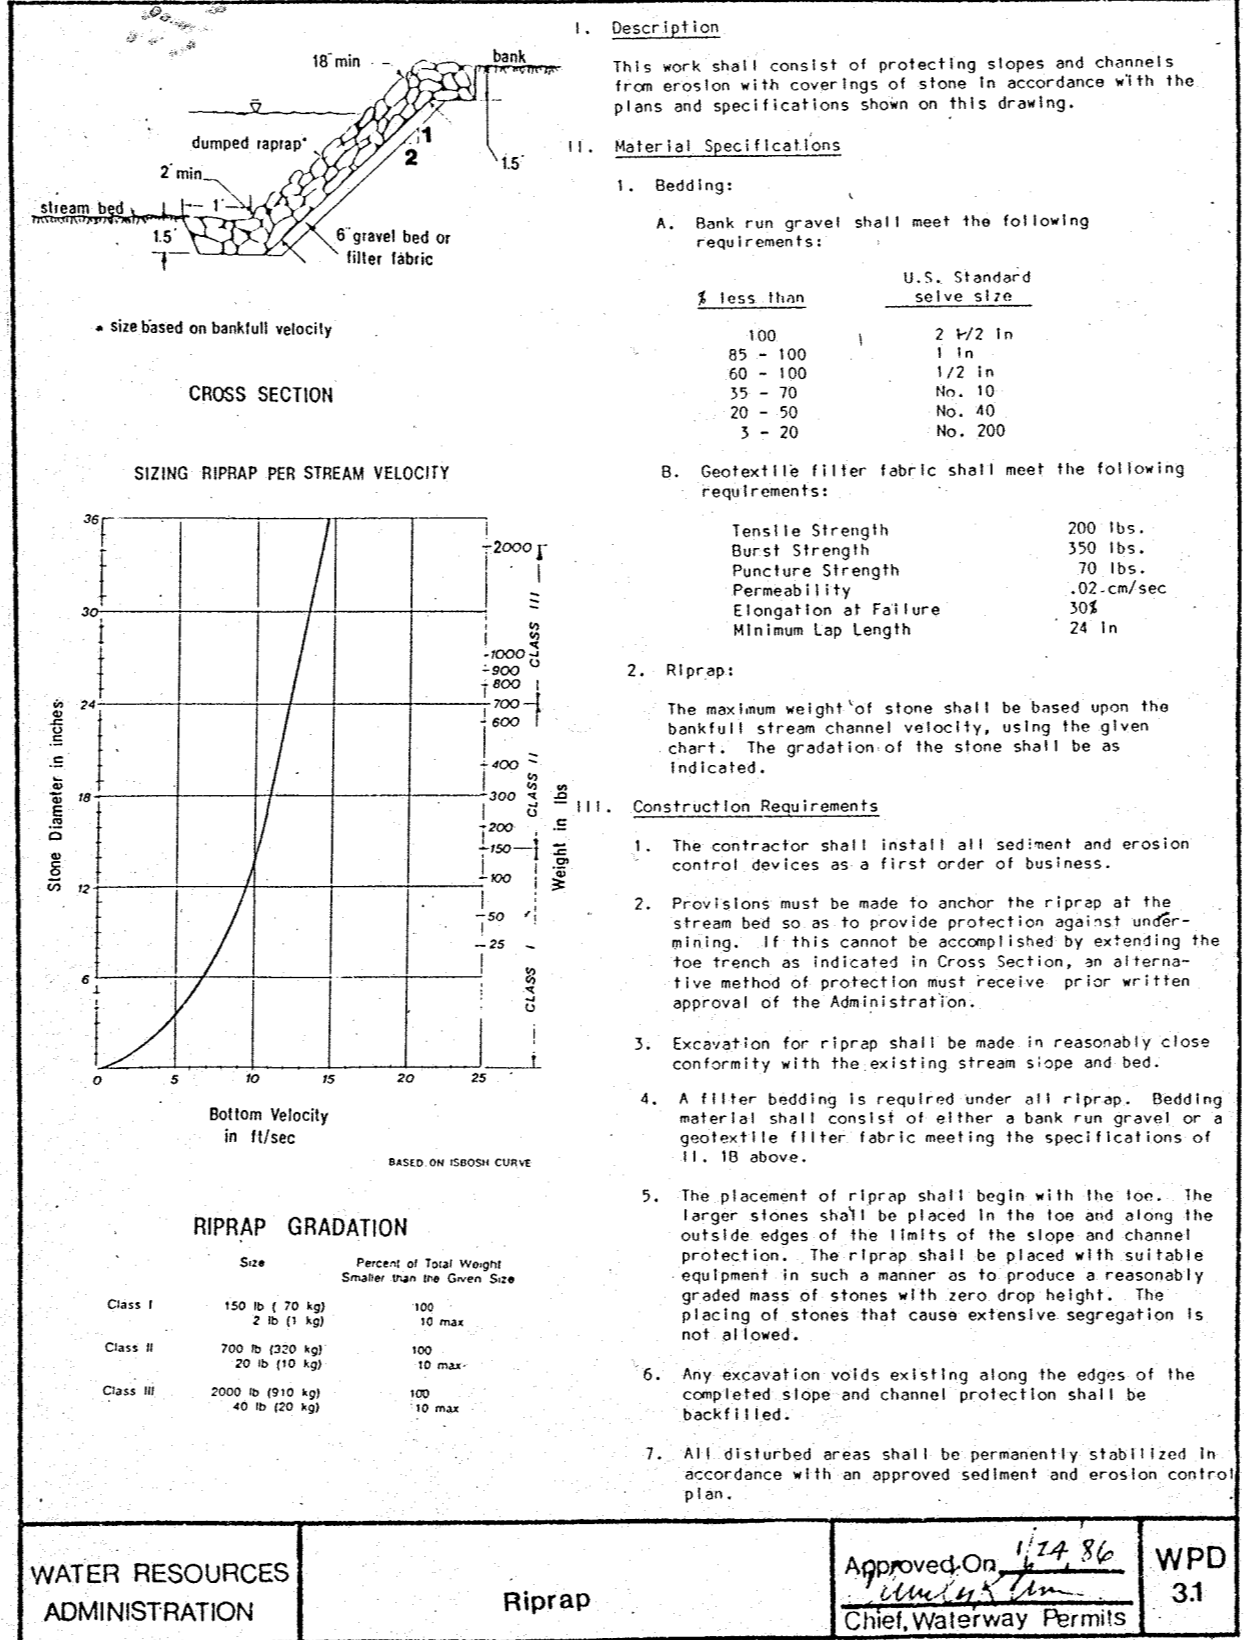 18" min
bank
dumped raprap*
1
2
2' min
1.5'
stream bed
1'
1.5'
6" gravel bed or
filter fabric
* size based on bankfull velocity
CROSS SECTION
SIZING RIPRAP PER STREAM VELOCITY
36
30
24
18
12
6
0
5
10
15
20
25
Stone Diameter in inches
Bottom Velocity
in ft/sec
2000
1000
900
800
700
600
400
300
200
150
100
50
25
CLASS III
CLASS II
CLASS I
Weight in lbs
BASED ON ISBOSH CURVE
RIPRAP GRADATION
Size Percent of Total Weight
Smaller than the Given Size
Class I 150 lb ( 70 kg) 100
2 lb (1 kg) 10 max
Class II 700 lb (320 kg) 100
20 lb (10 kg) 10 max
Class III 2000 lb (910 kg) 100
40 lb (20 kg) 10 max
I. Description
This work shall consist of protecting slopes and channels
from erosion with coverings of stone in accordance with the
plans and specifications shown on this drawing.
II. Material Specifications
1. Bedding:
A. Bank run gravel shall meet the following
requirements:
U.S. Standard
% less than seive size
100 2 1/2 in
85 - 100 1 in
60 - 100 1/2 in
35 - 70 No. 10
20 - 50 No. 40
3 - 20 No. 200
B. Geotextile filter fabric shall meet the following
requirements:
Tensile Strength 200 lbs.
Burst Strength 350 lbs.
Puncture Strength 70 lbs.
Permeability .02 cm/sec
Elongation at Failure 30%
Minimum Lap Length 24 in
2. Riprap:
The maximum weight of stone shall be based upon the
bankfull stream channel velocity, using the given
chart. The gradation of the stone shall be as
indicated.
III. Construction Requirements
1. The contractor shall install all sediment and erosion
control devices as a first order of business.
2. Provisions must be made to anchor the riprap at the
stream bed so as to provide protection against under-
mining. If this cannot be accomplished by extending the
toe trench as indicated in Cross Section, an alterna-
tive method of protection must receive prior written
approval of the Administration.
3. Excavation for riprap shall be made in reasonably close
conformity with the existing stream slope and bed.
4. A filter bedding is required under all riprap. Bedding
material shall consist of either a bank run gravel or a
geotextile filter fabric meeting the specifications of
II. 1B above.
5. The placement of riprap shall begin with the toe. The
larger stones shall be placed in the toe and along the
outside edges of the limits of the slope and channel
protection. The riprap shall be placed with suitable
equipment in such a manner as to produce a reasonably
graded mass of stones with zero drop height. The
placing of stones that cause extensive segregation is
not allowed.
6. Any excavation voids existing along the edges of the
completed slope and channel protection shall be
backfilled.
7. All disturbed areas shall be permanently stabilized in
accordance with an approved sediment and erosion control
plan.
WATER RESOURCES
ADMINISTRATION
Riprap
Approved On 1/24/86
Chief, Waterway Permits
WPD
3.1